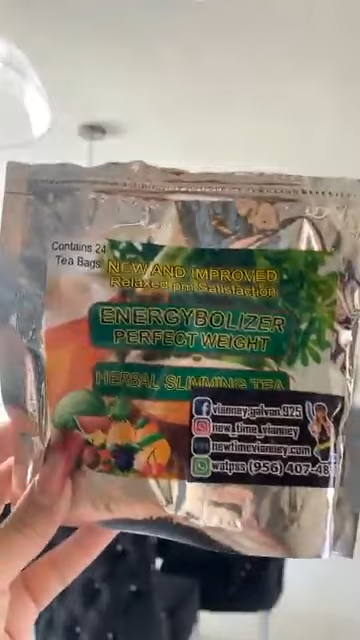 Contains 24
Tea Bags
NEW AND IMPROVED
Relaxed pm Satisfaction
ENERGYBOLIZER
PERFECT WEIGHT
HERBAL SLIMMING TEA
vianney.galvan.925
new_time_vianney
newtimevianney.com
watpss (956) 407-48